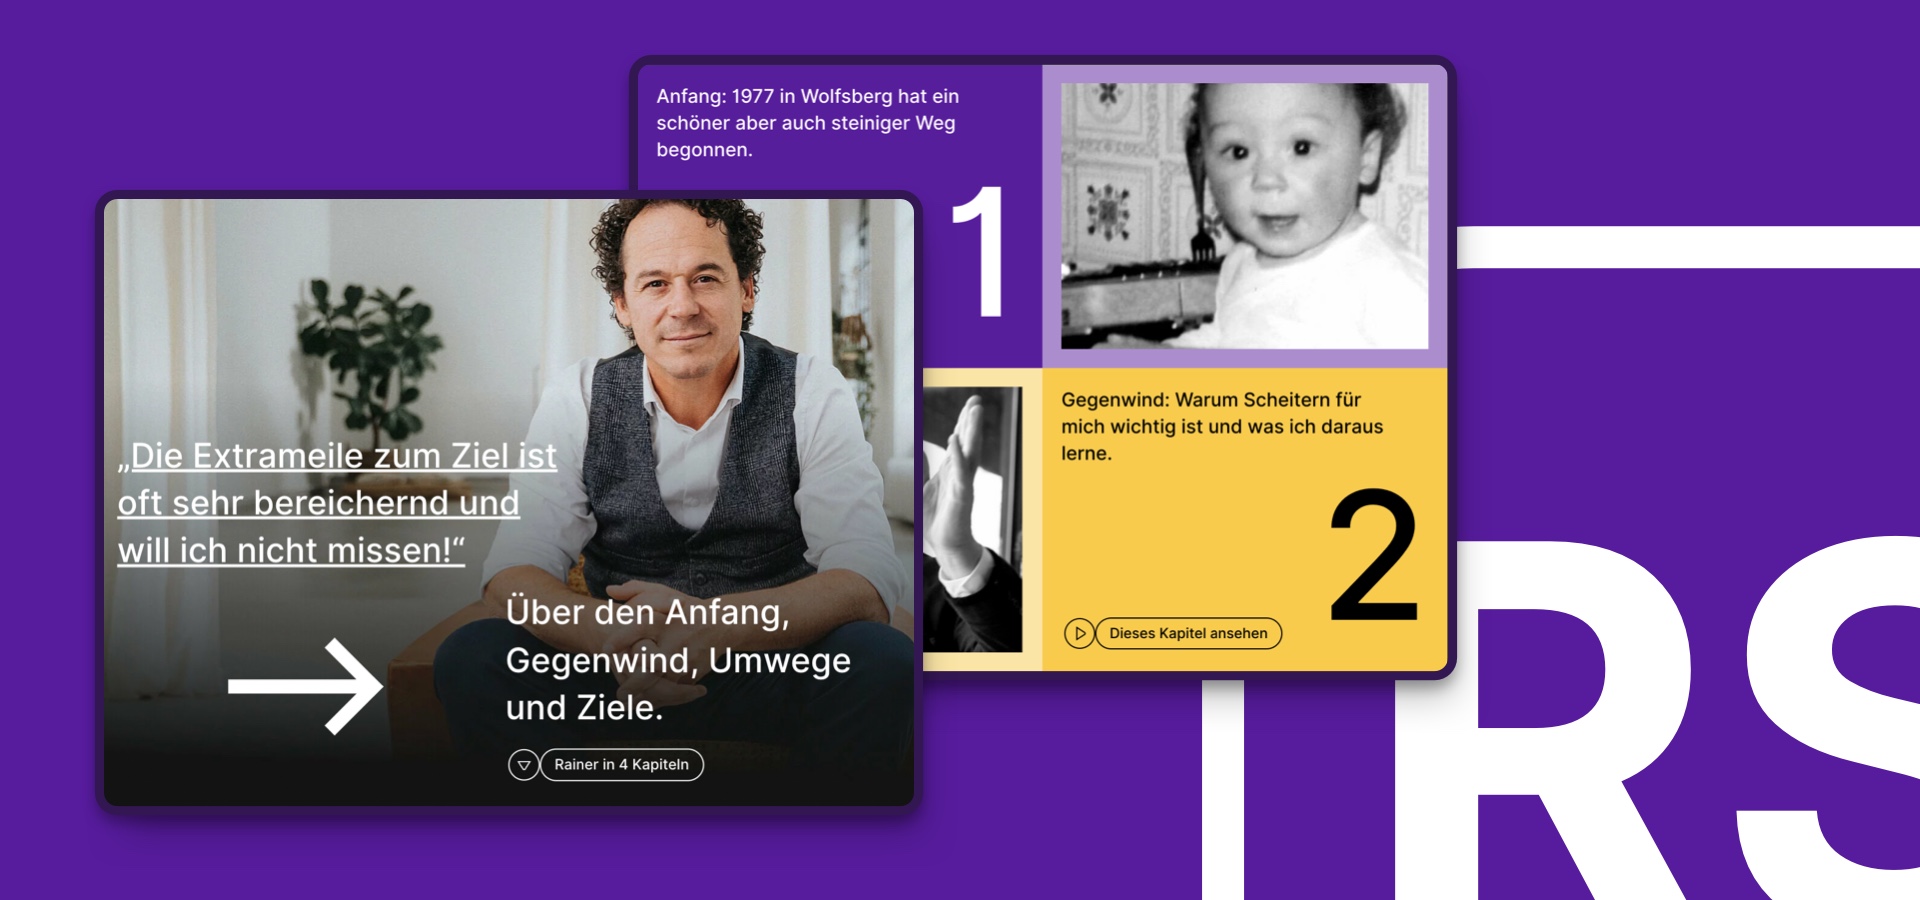 Anfang: 1977 in Wolfsberg hat ein
schöner aber auch steiniger Weg
begonnen.
1
„Die Extrameile zum Ziel ist
oft sehr bereichernd und
will ich nicht missen!“
Über den Anfang,
Gegenwind, Umwege
und Ziele.
Rainer in 4 Kapiteln
Gegenwind: Warum Scheitern für
mich wichtig ist und was ich daraus
lerne.
2
Dieses Kapitel ansehen
RS